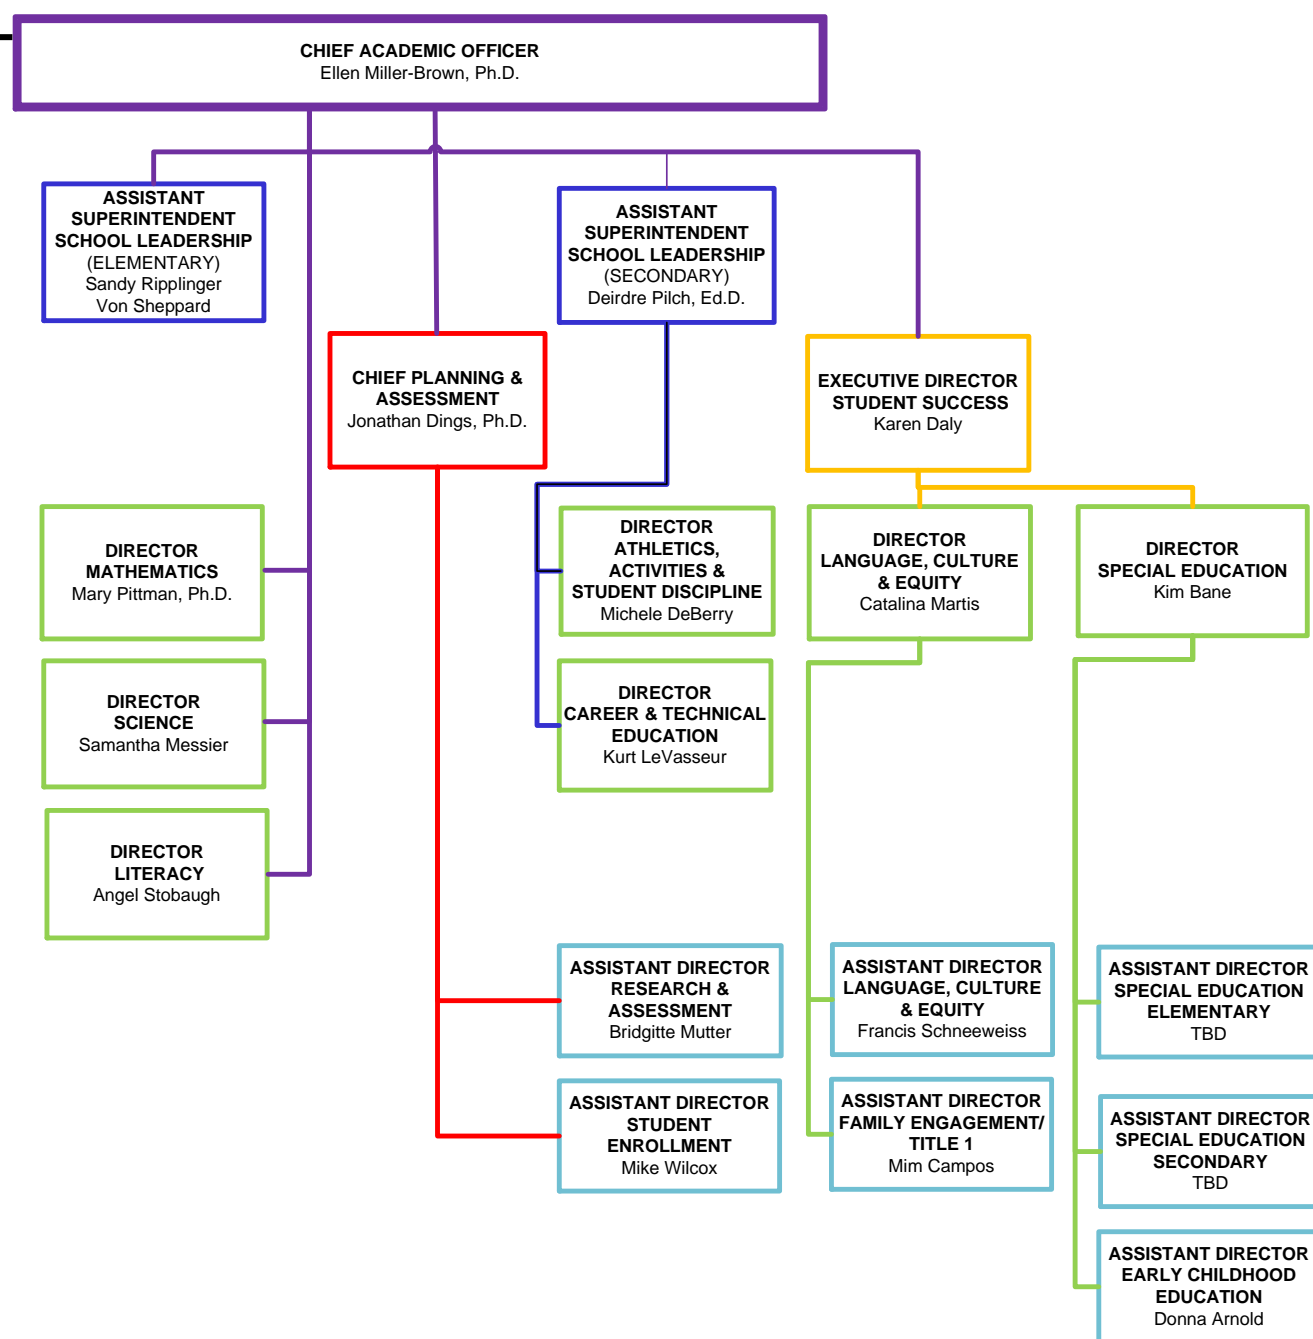 CHIEF ACADEMIC OFFICER
Ellen Miller-Brown, Ph.D.
ASSISTANT
SUPERINTENDENT
SCHOOL LEADERSHIP
(ELEMENTARY)
Sandy Ripplinger
Von Sheppard
ASSISTANT
SUPERINTENDENT
SCHOOL LEADERSHIP
(SECONDARY)
Deirdre Pilch, Ed.D.
CHIEF PLANNING &
ASSESSMENT
Jonathan Dings, Ph.D.
EXECUTIVE DIRECTOR
STUDENT SUCCESS
Karen Daly
DIRECTOR
MATHEMATICS
Mary Pittman, Ph.D.
DIRECTOR
ATHLETICS,
ACTIVITIES &
STUDENT DISCIPLINE
Michele DeBerry
DIRECTOR
LANGUAGE, CULTURE
& EQUITY
Catalina Martis
DIRECTOR
SPECIAL EDUCATION
Kim Bane
DIRECTOR
SCIENCE
Samantha Messier
DIRECTOR
CAREER & TECHNICAL
EDUCATION
Kurt LeVasseur
DIRECTOR
LITERACY
Angel Stobaugh
ASSISTANT DIRECTOR
RESEARCH &
ASSESSMENT
Bridgitte Mutter
ASSISTANT DIRECTOR
LANGUAGE, CULTURE
& EQUITY
Francis Schneeweiss
ASSISTANT DIRECTOR
SPECIAL EDUCATION
ELEMENTARY
TBD
ASSISTANT DIRECTOR
STUDENT
ENROLLMENT
Mike Wilcox
ASSISTANT DIRECTOR
FAMILY ENGAGEMENT/
TITLE 1
Mim Campos
ASSISTANT DIRECTOR
SPECIAL EDUCATION
SECONDARY
TBD
ASSISTANT DIRECTOR
EARLY CHILDHOOD
EDUCATION
Donna Arnold